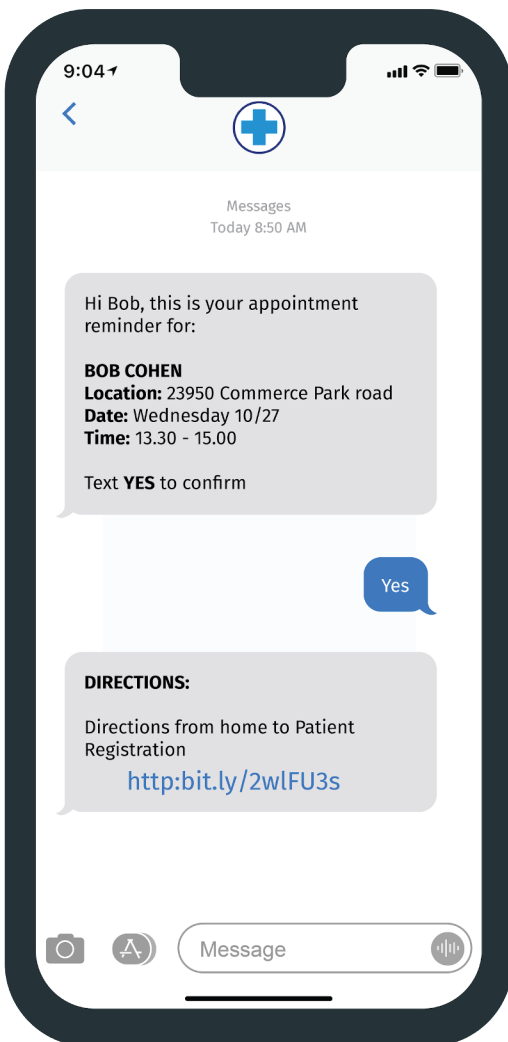 9:04
Messages
Today 8:50 AM
Hi Bob, this is your appointment
reminder for:
BOB COHEN
Location: 23950 Commerce Park road
Date: Wednesday 10/27
Time: 13.30 - 15.00
Text YES to confirm
Yes
DIRECTIONS:
Directions from home to Patient
Registration
http:bit.ly/2wlFU3s
Message